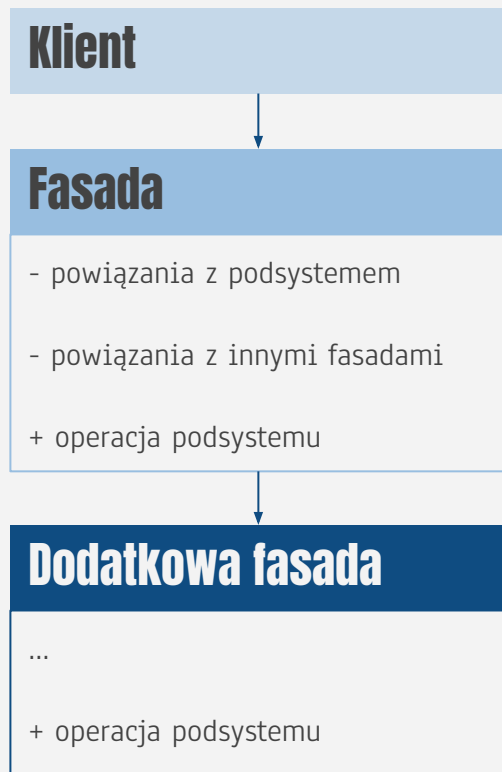 Klient
Fasada
- powiązania z podsystemem
- powiązania z innymi fasadami
+ operacja podsystemu
Dodatkowa fasada
...
+ operacja podsystemu